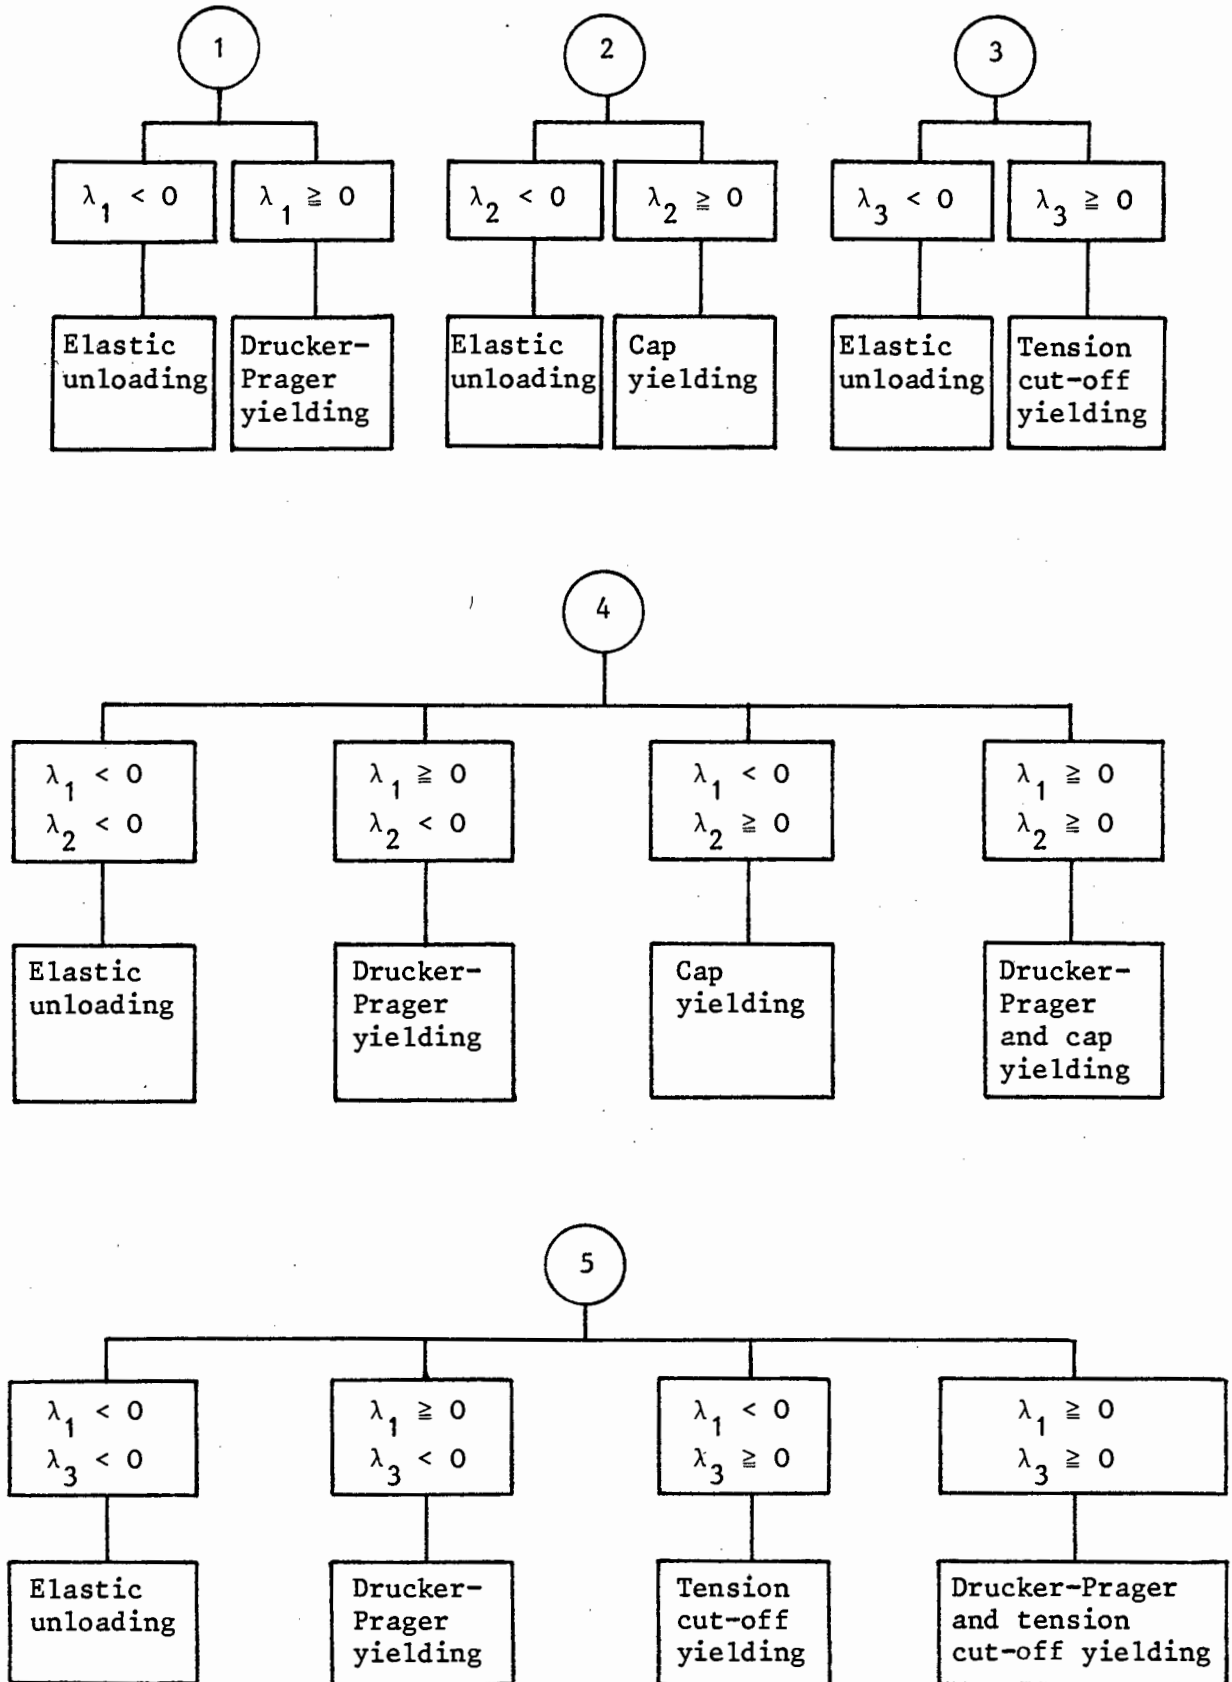 1
2
3
λ1 < 0
λ1 ≧ 0
λ2 < 0
λ2 ≧ 0
λ3 < 0
λ3 ≧ 0
Elastic
unloading
Drucker-
Prager
yielding
Elastic
unloading
Cap
yielding
Elastic
unloading
Tension
cut-off
yielding
4
λ1 < 0
λ2 < 0
λ1 ≧ 0
λ2 < 0
λ1 < 0
λ2 ≧ 0
λ1 ≧ 0
λ2 ≧ 0
Elastic
unloading
Drucker-
Prager
yielding
Cap
yielding
Drucker-
Prager
and cap
yielding
5
λ1 < 0
λ3 < 0
λ1 ≧ 0
λ3 < 0
λ1 < 0
λ3 ≧ 0
λ1 ≧ 0
λ3 ≧ 0
Elastic
unloading
Drucker-
Prager
yielding
Tension
cut-off
yielding
Drucker-Prager
and tension
cut-off yielding